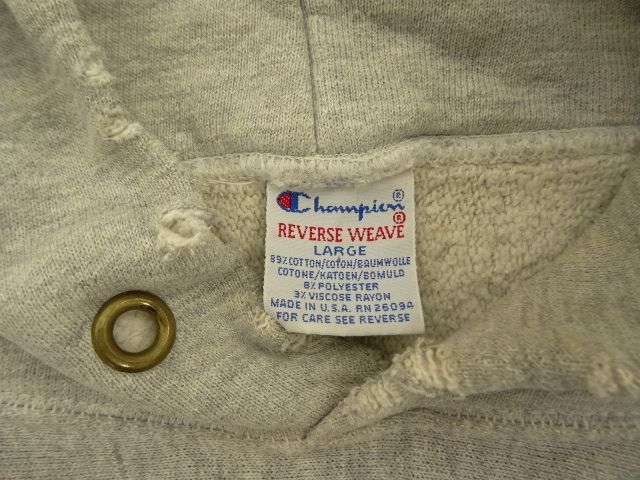 Champion®
REVERSE WEAVE®
LARGE
89% COTTON/COTON/BAUMWOLLE
COTONE/KATOEN/BOMULD
8% POLYESTER
3% VISCOSE RAYON
MADE IN U.S.A. RN 26094
FOR CARE SEE REVERSE